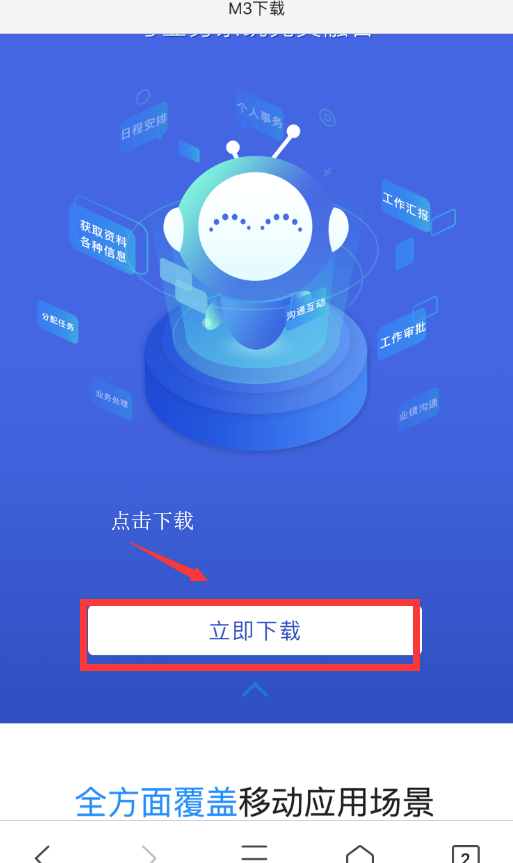 M3下载
个人事务
日程安排
工作汇报
获取资料
各种信息
沟通互动
分配任务
工作审批
业务处理
业绩沟通
点击下载
立即下载
全方面覆盖移动应用场景
2